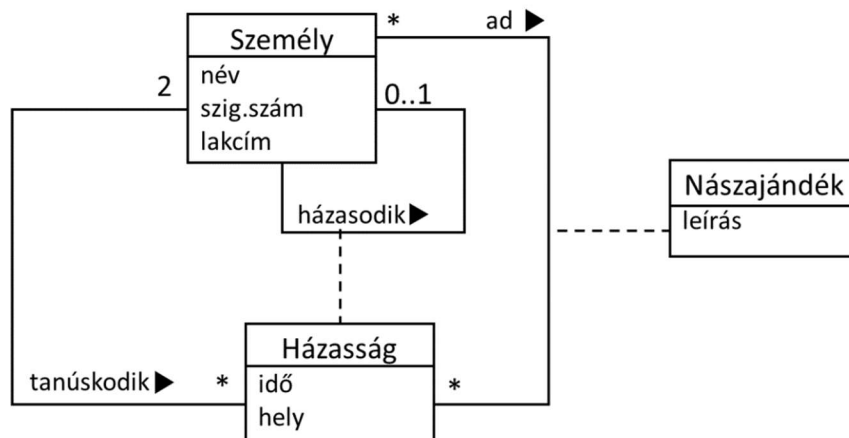 * ad ▶
Személy
név
szig.szám
lakcím
2
0..1
házasodik▶
Nászajándék
leírás
Házasság
idő
hely
tanúskodik▶ *
*